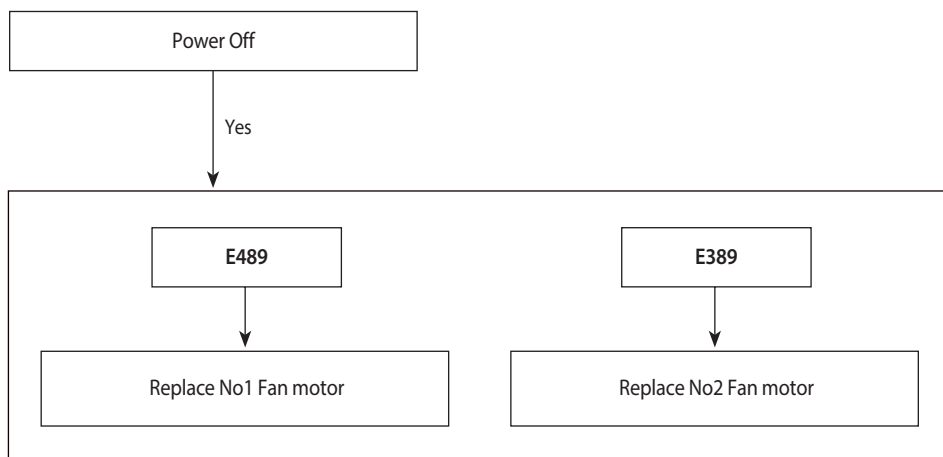 Power Off
Yes
E489
E389
Replace No1 Fan motor
Replace No2 Fan motor